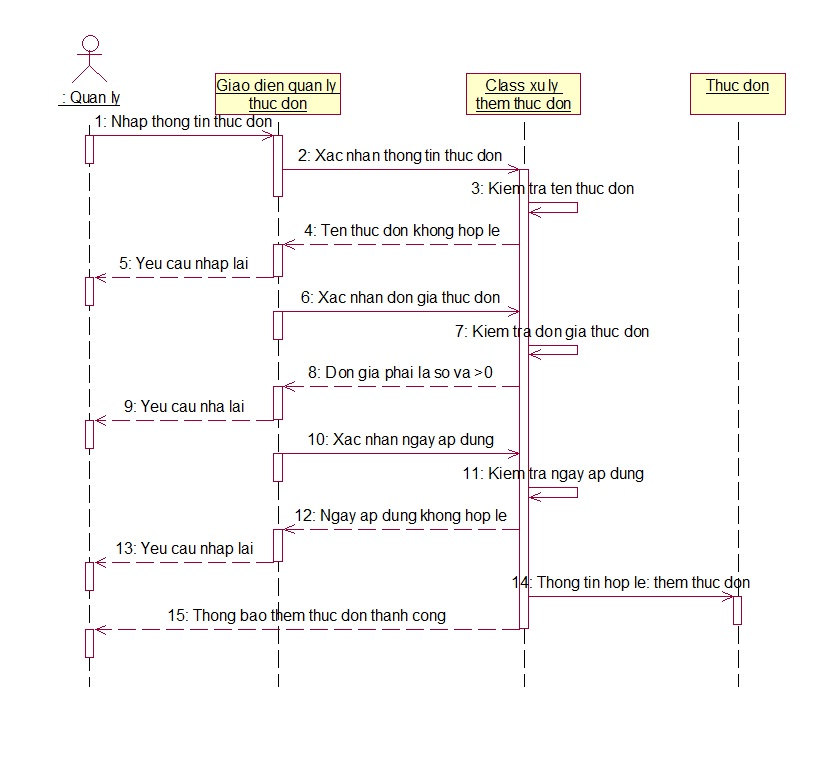 : Quan ly
Giao dien quan ly
thuc don
Class xu ly
them thuc don
Thuc don
1: Nhap thong tin thuc don
2: Xac nhan thong tin thuc don
3: Kiem tra ten thuc don
4: Ten thuc don khong hop le
5: Yeu cau nhap lai
6: Xac nhan don gia thuc don
7: Kiem tra don gia thuc don
8: Don gia phai la so va >0
9: Yeu cau nha lai
10: Xac nhan ngay ap dung
11: Kiem tra ngay ap dung
12: Ngay ap dung khong hop le
13: Yeu cau nhap lai
14: Thong tin hop le: them thuc don
15: Thong bao them thuc don thanh cong